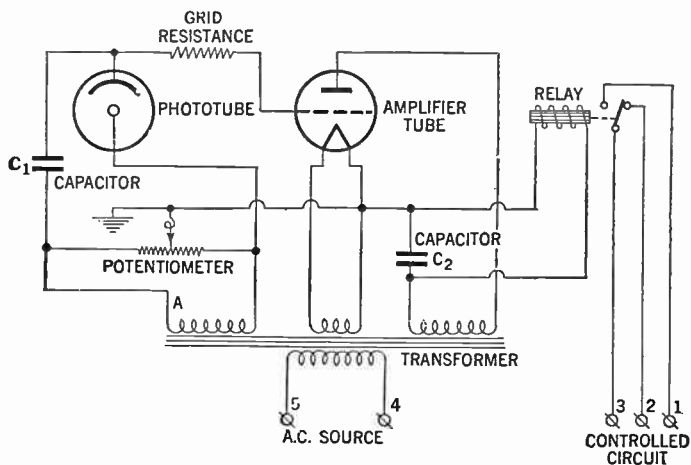 GRID
RESISTANCE
PHOTOTUBE
AMPLIFIER
TUBE
RELAY
C1
CAPACITOR
POTENTIOMETER
CAPACITOR
C2
A
TRANSFORMER
5
4
A.C. SOURCE
3
2
1
CONTROLLED
CIRCUIT